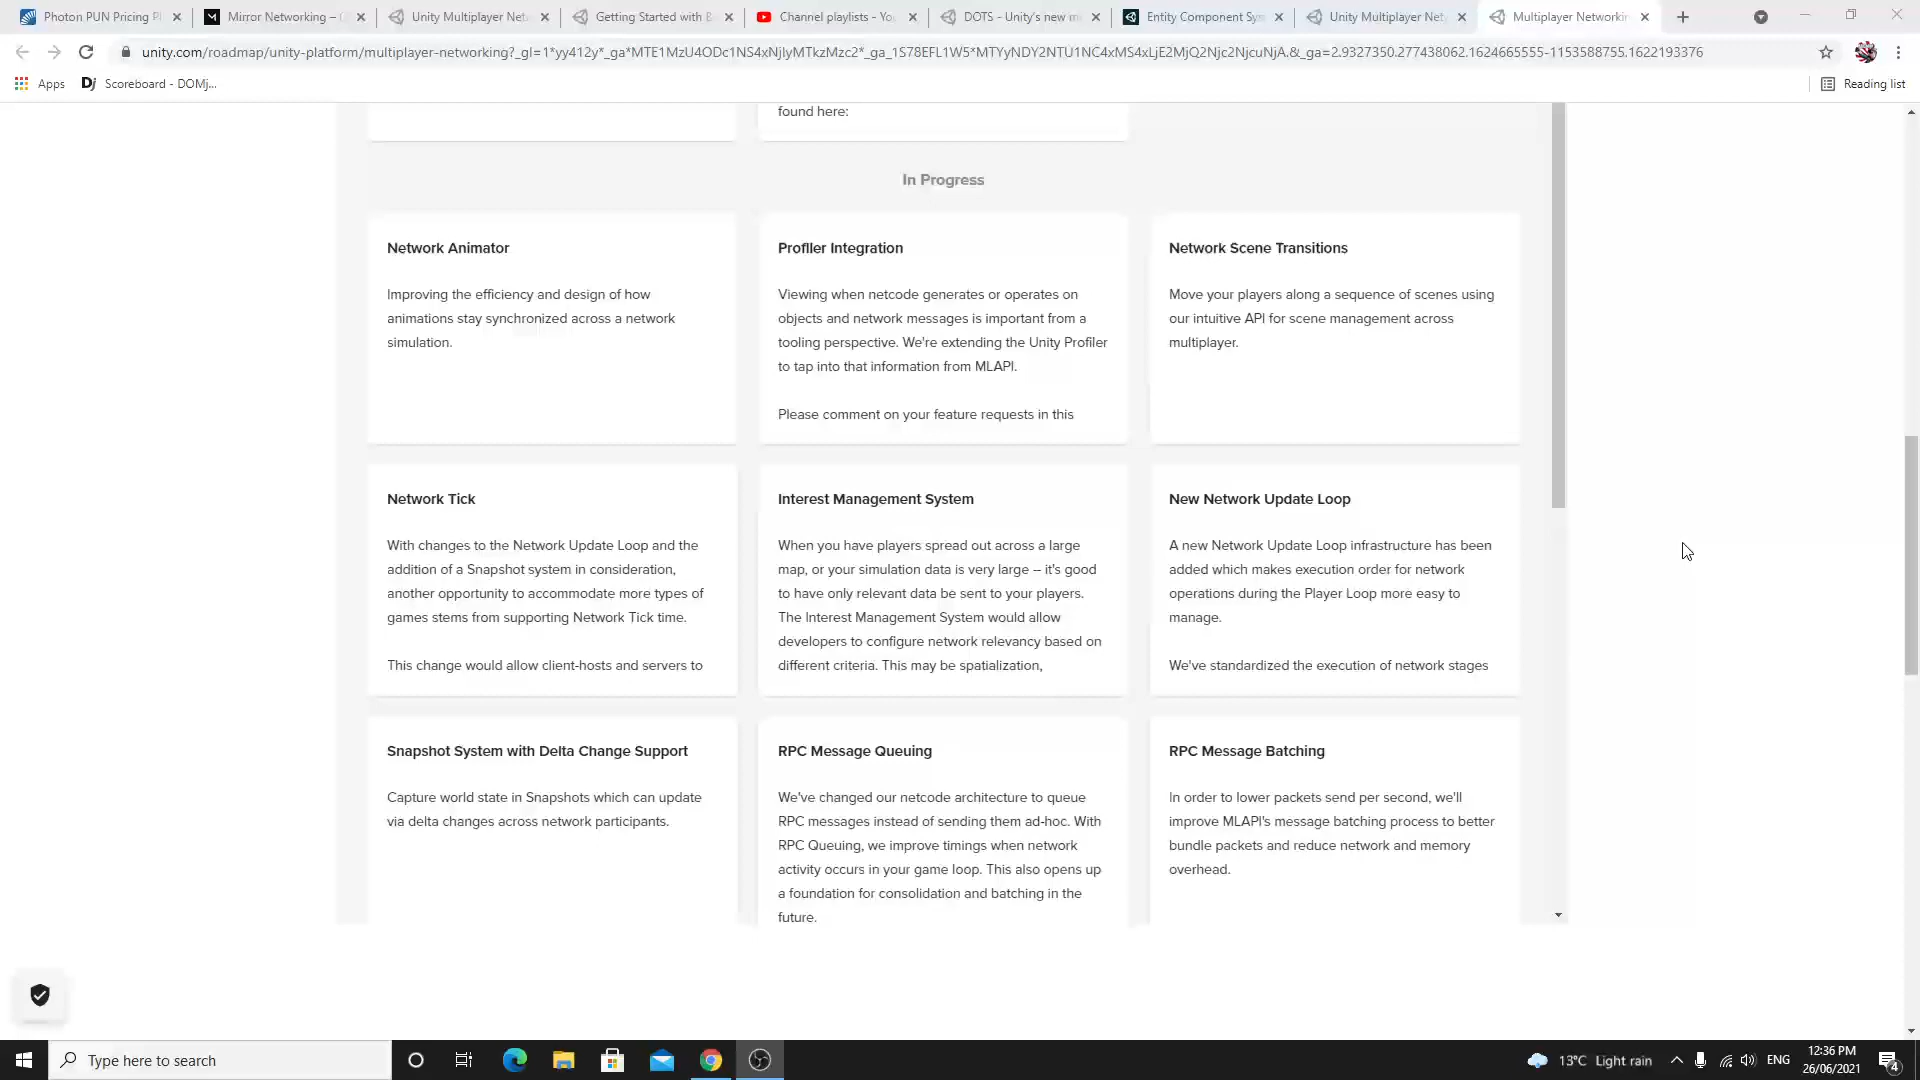 Photon PUN Pricing Pl
Mirror Networking –
Unity Multiplayer Net
Getting Started with B
Channel playlists - Yo
DOTS - Unity's new m
Entity Component Sys
Unity Multiplayer Net
Multiplayer Networkin
unity.com/roadmap/unity-platform/multiplayer-networking?_gl=1*yy412y*_ga*MTE1MzU4ODc1NS4xNjIyMTkzMzc2*_ga_1S78EFL1W5*MTYyNDY2NTU1NC4xMS4xLjE2MjQ2Njc2NjcuNjA.&_ga=2.9327350.277438062.1624665555-1153588755.1622193376
Apps
Dj Scoreboard - DOMj...
Reading list
found here:
In Progress
Network Animator
Improving the efficiency and design of how
animations stay synchronized across a network
simulation.
Profiler Integration
Viewing when netcode generates or operates on
objects and network messages is important from a
tooling perspective. We're extending the Unity Profiler
to tap into that information from MLAPI.
Please comment on your feature requests in this
Network Scene Transitions
Move your players along a sequence of scenes using
our intuitive API for scene management across
multiplayer.
Network Tick
With changes to the Network Update Loop and the
addition of a Snapshot system in consideration,
another opportunity to accommodate more types of
games stems from supporting Network Tick time.
This change would allow client-hosts and servers to
Interest Management System
When you have players spread out across a large
map, or your simulation data is very large – it's good
to have only relevant data be sent to your players.
The Interest Management System would allow
developers to configure network relevancy based on
different criteria. This may be spatialization,
New Network Update Loop
A new Network Update Loop infrastructure has been
added which makes execution order for network
operations during the Player Loop more easy to
manage.
We've standardized the execution of network stages
Snapshot System with Delta Change Support
Capture world state in Snapshots which can update
via delta changes across network participants.
RPC Message Queuing
We've changed our netcode architecture to queue
RPC messages instead of sending them ad-hoc. With
RPC Queuing, we improve timings when network
activity occurs in your game loop. This also opens up
a foundation for consolidation and batching in the
future.
RPC Message Batching
In order to lower packets send per second, we'll
improve MLAPI's message batching process to better
bundle packets and reduce network and memory
overhead.
Type here to search
13°C Light rain
ENG
12:36 PM
26/06/2021
4